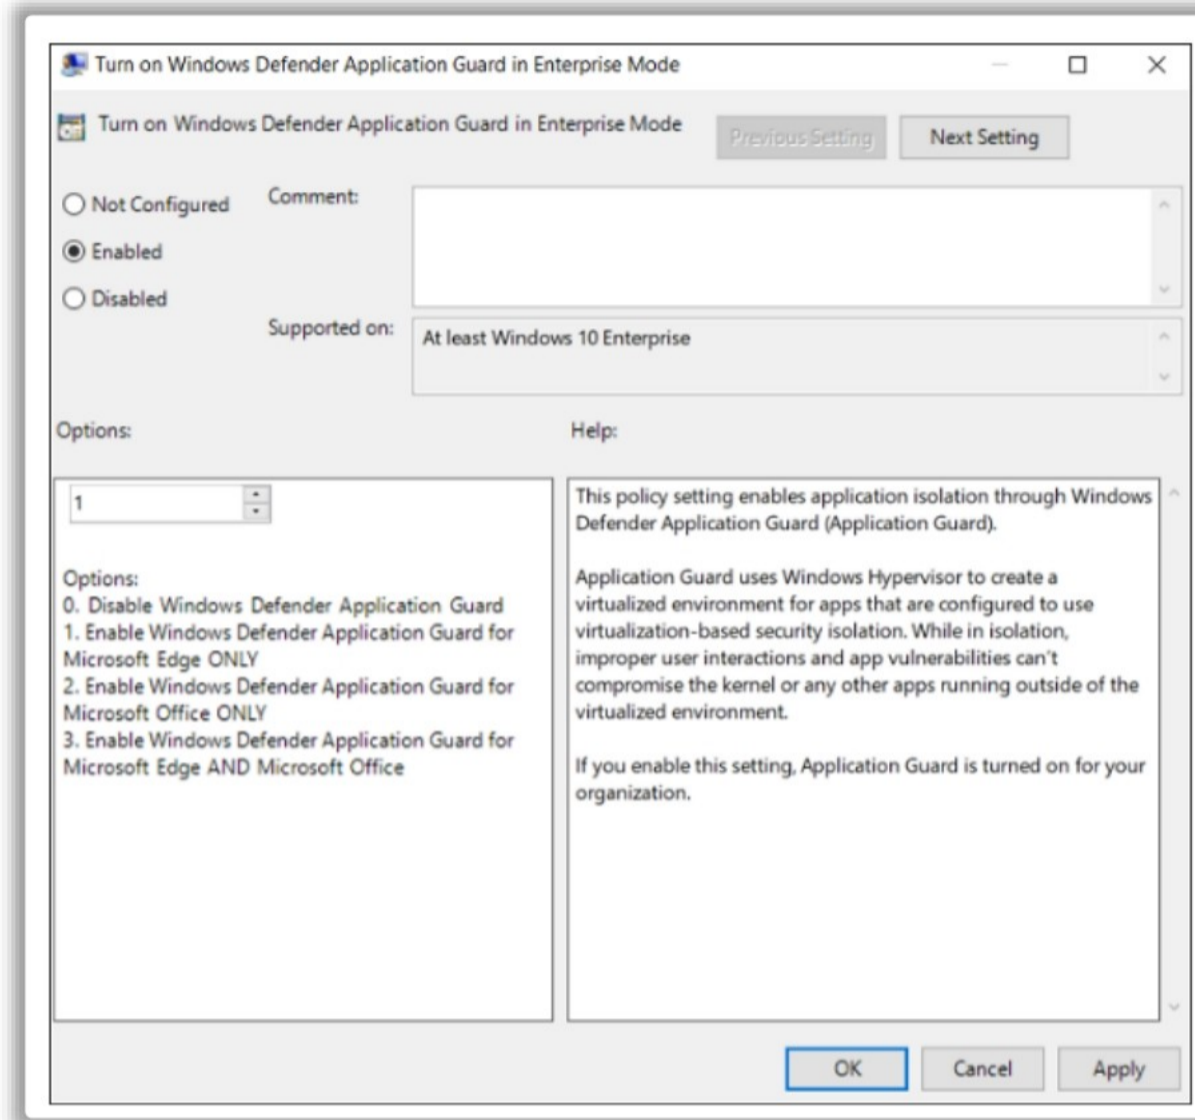 Turn on Windows Defender Application Guard in Enterprise Mode
Turn on Windows Defender Application Guard in Enterprise Mode
Previous Setting
Next Setting
Not Configured
Comment:
Enabled
Disabled
Supported on:
At least Windows 10 Enterprise
Options:
Help:
1
Options:
0. Disable Windows Defender Application Guard
1. Enable Windows Defender Application Guard for
Microsoft Edge ONLY
2. Enable Windows Defender Application Guard for
Microsoft Office ONLY
3. Enable Windows Defender Application Guard for
Microsoft Edge AND Microsoft Office
This policy setting enables application isolation through Windows
Defender Application Guard (Application Guard).
Application Guard uses Windows Hypervisor to create a
virtualized environment for apps that are configured to use
virtualization-based security isolation. While in isolation,
improper user interactions and app vulnerabilities can't
compromise the kernel or any other apps running outside of the
virtualized environment.
If you enable this setting, Application Guard is turned on for your
organization.
OK
Cancel
Apply